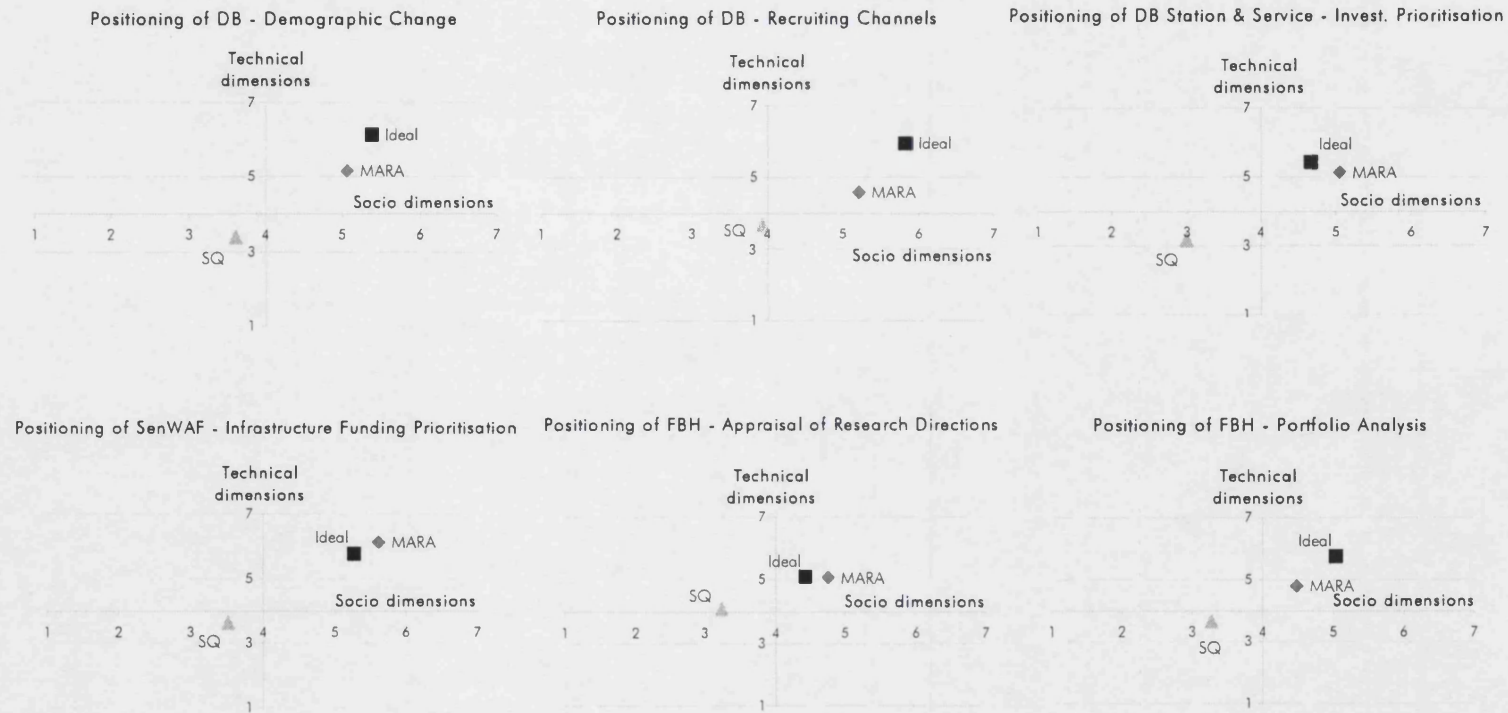 Positioning of DB - Demographic Change
Technical
dimensions
7
Ideal
MARA
5
Socio dimensions
1 2 3 4 5 6 7
SQ
3
1
Positioning of DB - Recruiting Channels
Technical
dimensions
7
Ideal
5
MARA
SQ
1 2 3 4 5 6 7
3
Socio dimensions
1
Positioning of DB Station & Service - Invest. Prioritisation
Technical
dimensions
7
Ideal
5
MARA
Socio dimensions
1 2 3 4 5 6 7
3
SQ
1
Positioning of SenWAF - Infrastructure Funding Prioritisation
Technical
dimensions
7
Ideal
MARA
5
Socio dimensions
1 2 3 4 5 6 7
SQ
3
1
Positioning of FBH - Appraisal of Research Directions
Technical
dimensions
7
Ideal
5
MARA
SQ
Socio dimensions
1 2 3 4 5 6 7
3
1
Positioning of FBH - Portfolio Analysis
Technical
dimensions
7
Ideal
5
MARA
Socio dimensions
1 2 3 4 5 6 7
3
SQ
1